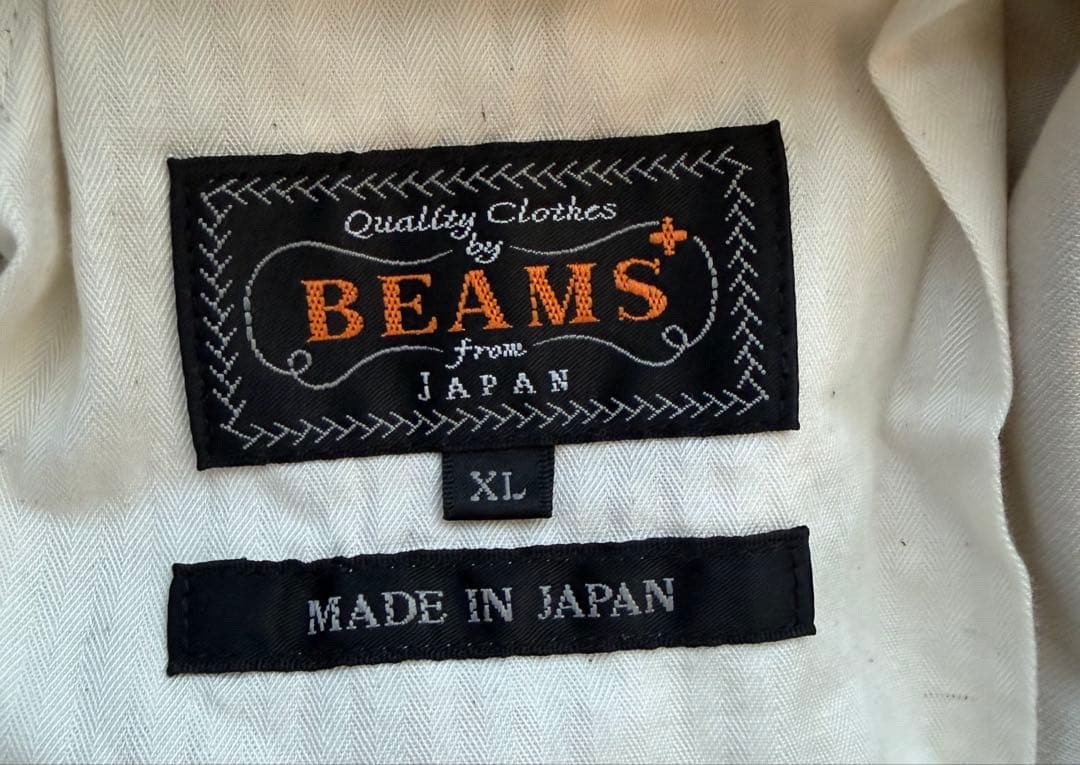 Quality Clothes
by
BEAMS+
from
JAPAN
XL
MADE IN JAPAN